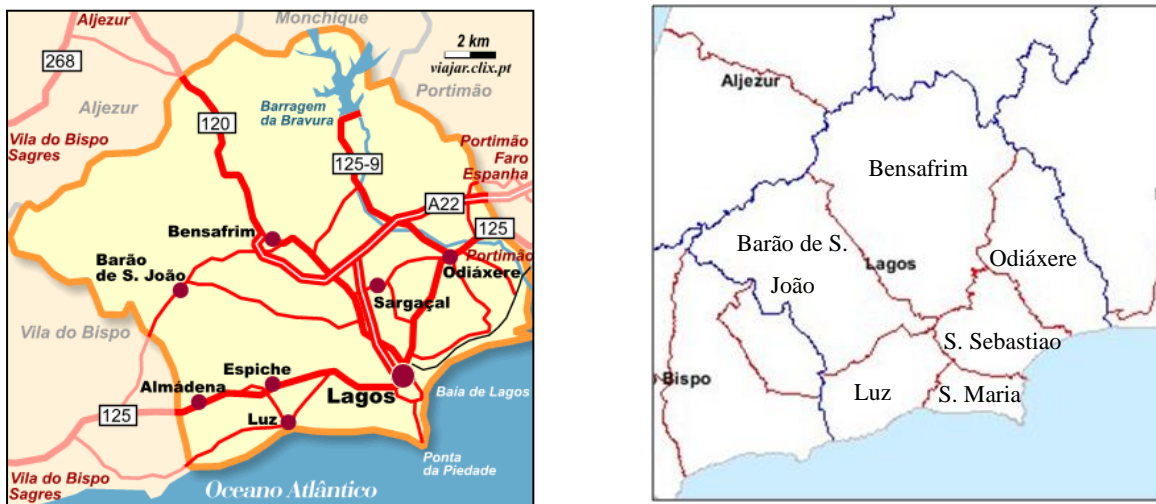 Aljezur
Monchique
268
2 km
viajar.clix.pt
Portimão
Aljezur
Barragem
da Bravura
120
Vila do Bispo
Sagres
125-9
Portimão
Faro
Espanha
A22
125
Bensafrim
Portimão
Barão
de S. João
Odiáxere
Sargaçal
Vila do Bispo
Espiche
Almádena
Lagos
Baía de Lagos
125
Luz
Ponta
da Piedade
Vila do Bispo
Sagres
Oceano Atlântico
Aljezur
Bensafrim
Barão de S.
João
Lagos
Odiáxere
S. Sebastiao
o Bispo
Luz
S. Maria